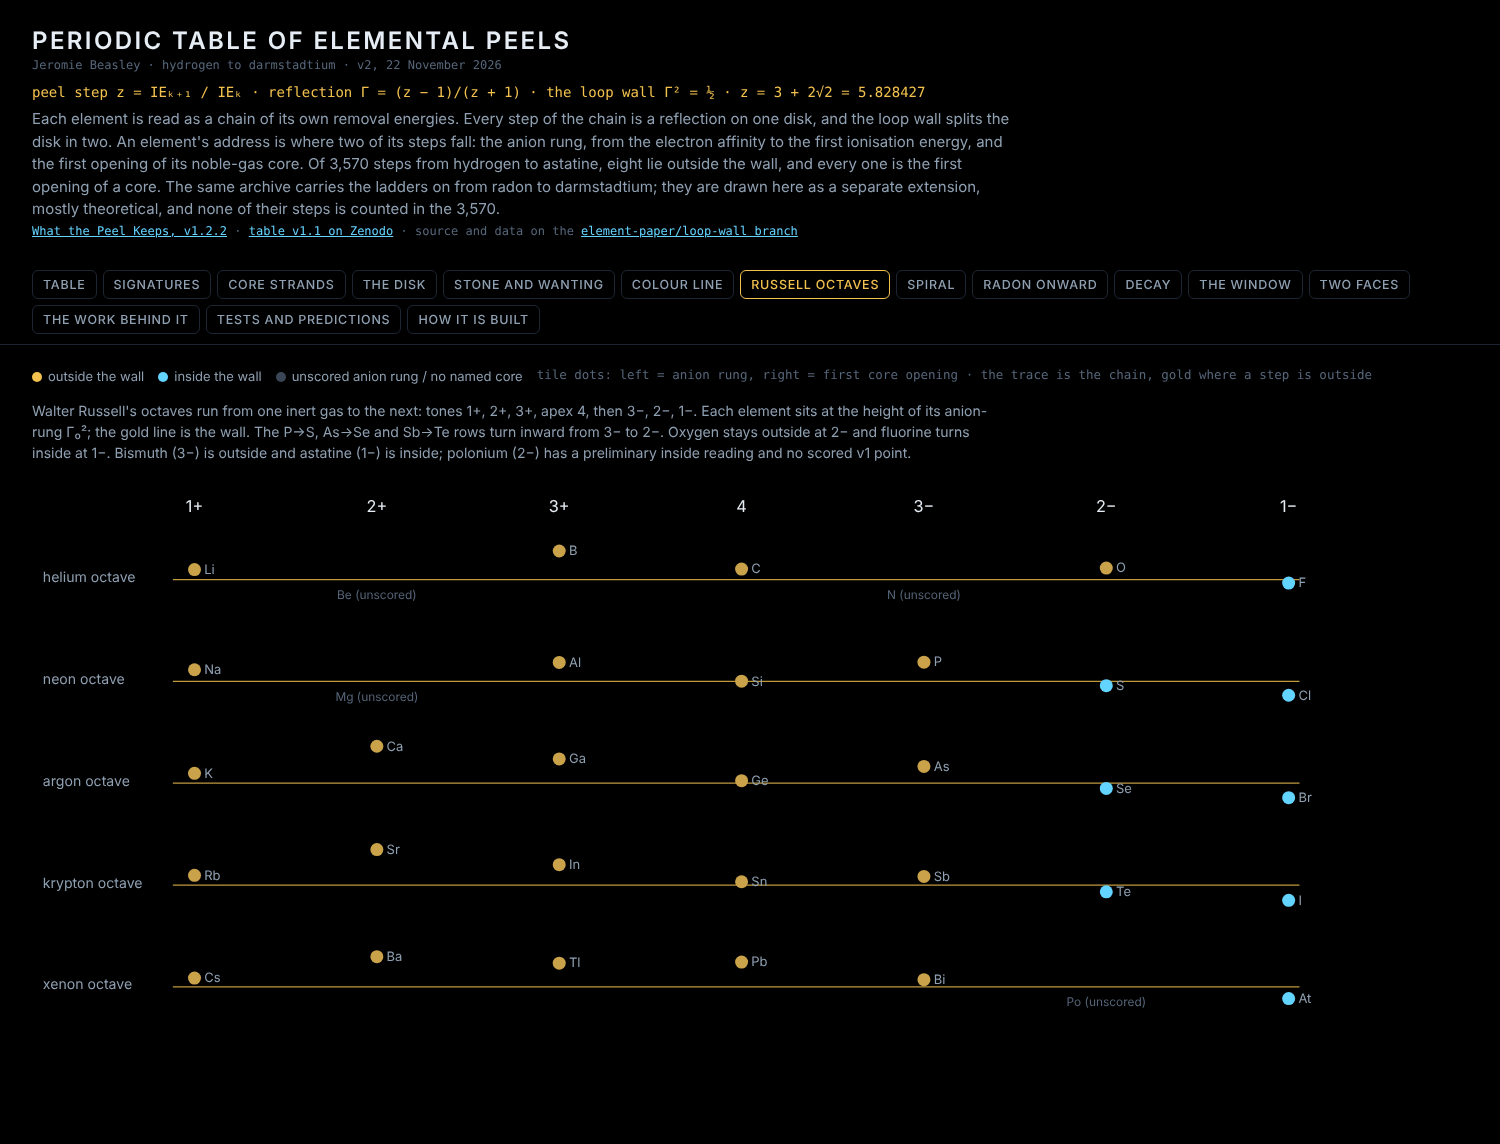 PERIODIC TABLE OF ELEMENTAL PEELS
Jeromie Beasley · hydrogen to darmstadtium · v2, 22 November 2026
peel step z = IEₖ₊₁ / IEₖ · reflection Γ = (z − 1)/(z + 1) · the loop wall Γ² = ½ · z = 3 + 2√2 = 5.828427
Each element is read as a chain of its own removal energies. Every step of the chain is a reflection on one disk, and the loop wall splits the
disk in two. An element's address is where two of its steps fall: the anion rung, from the electron affinity to the first ionisation energy, and
the first opening of its noble-gas core. Of 3,570 steps from hydrogen to astatine, eight lie outside the wall, and every one is the first
opening of a core. The same archive carries the ladders on from radon to darmstadtium; they are drawn here as a separate extension,
mostly theoretical, and none of their steps is counted in the 3,570.
What the Peel Keeps, v1.2.2 · table v1.1 on Zenodo · source and data on the element-paper/loop-wall branch
TABLE SIGNATURES CORE STRANDS THE DISK STONE AND WANTING COLOUR LINE RUSSELL OCTAVES SPIRAL RADON ONWARD DECAY THE WINDOW TWO FACES
THE WORK BEHIND IT TESTS AND PREDICTIONS HOW IT IS BUILT
outside the wall inside the wall unscored anion rung / no named core tile dots: left = anion rung, right = first core opening · the trace is the chain, gold where a step is outside
Walter Russell's octaves run from one inert gas to the next: tones 1+, 2+, 3+, apex 4, then 3−, 2−, 1−. Each element sits at the height of its anion-
rung Γ₀²; the gold line is the wall. The P→S, As→Se and Sb→Te rows turn inward from 3− to 2−. Oxygen stays outside at 2− and fluorine turns
inside at 1−. Bismuth (3−) is outside and astatine (1−) is inside; polonium (2−) has a preliminary inside reading and no scored v1 point.
1+ 2+ 3+ 4 3− 2− 1−
helium octave Li Be (unscored) B C N (unscored) O F
neon octave Na Mg (unscored) Al Si P S Cl
argon octave K Ca Ga Ge As Se Br
krypton octave Rb Sr In Sn Sb Te I
xenon octave Cs Ba Tl Pb Bi Po (unscored) At